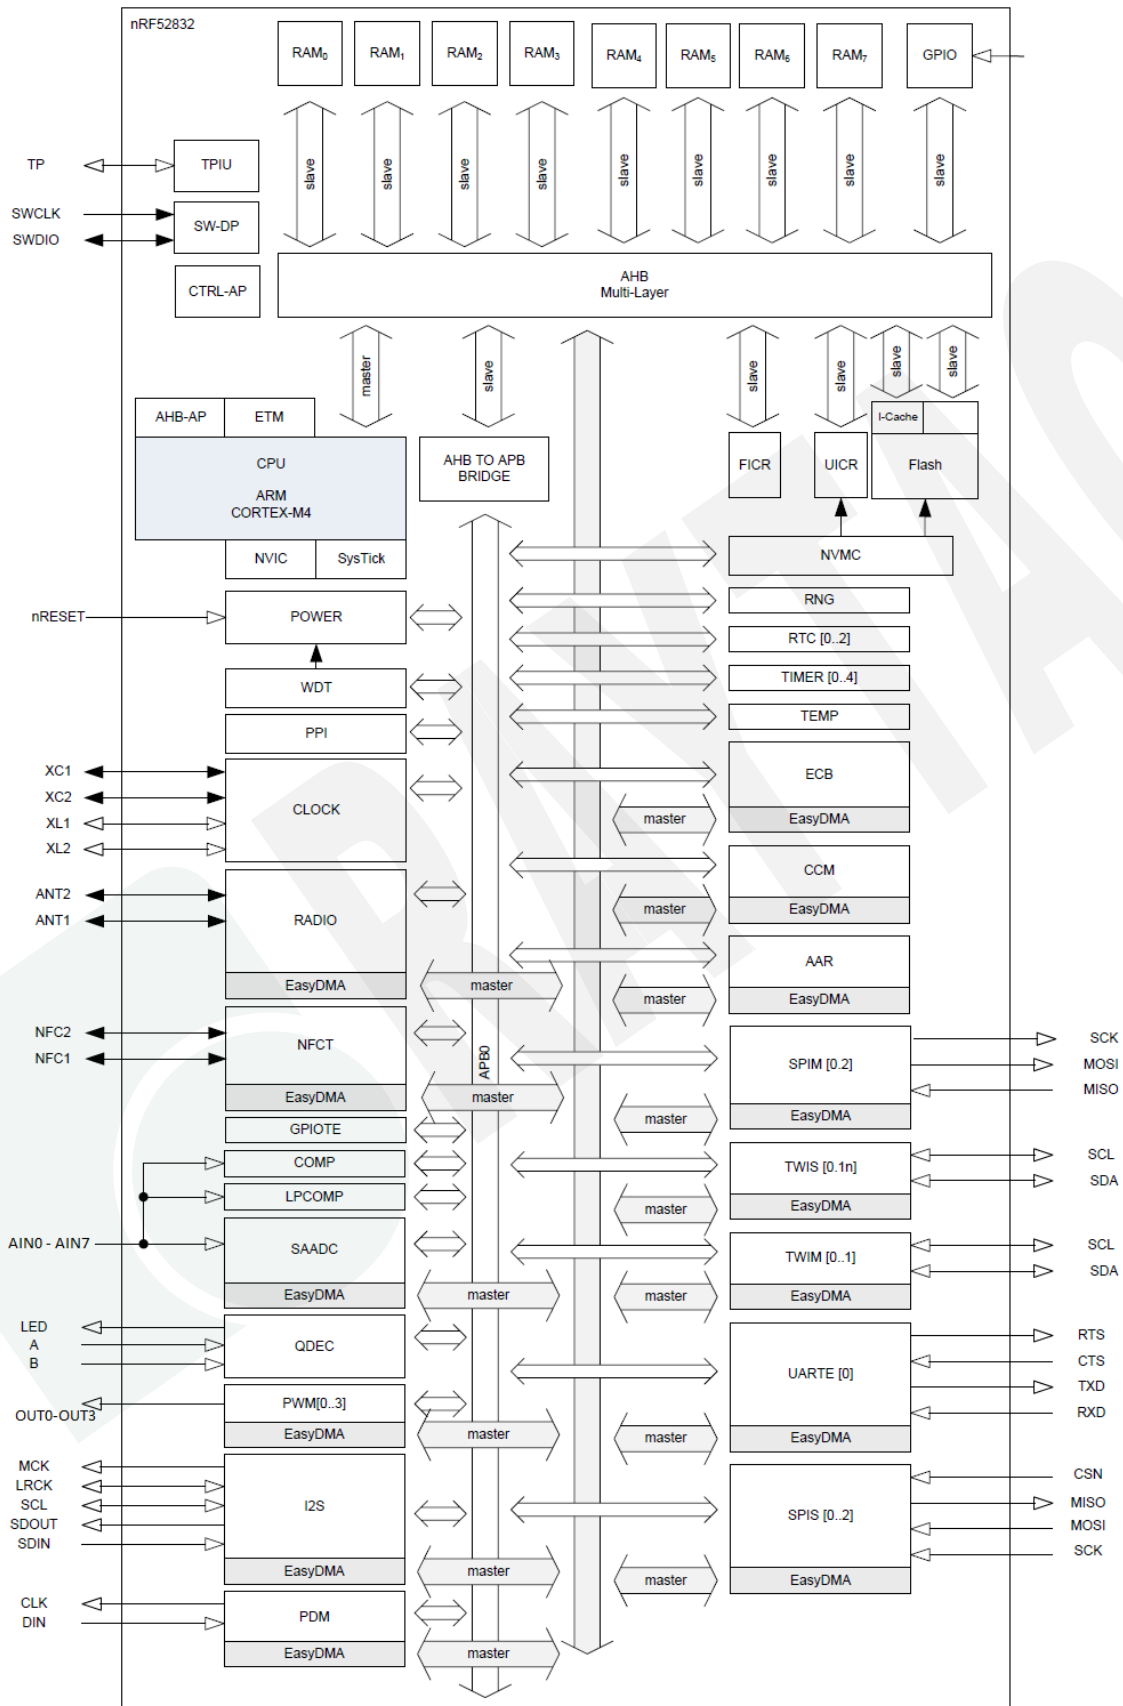 nRF52832
RAM0 RAM1 RAM2 RAM3 RAM4 RAM5 RAM6 RAM7 GPIO
slave slave slave slave slave slave slave slave slave
TP TPIU
SWCLK
SWDIO
SW-DP
CTRL-AP
AHB
Multi-Layer
master slave slave slave slave slave
AHB-AP ETM
CPU
ARM
CORTEX-M4
NVIC SysTick
AHB TO APB
BRIDGE
FICR UICR I-Cache Flash
NVMC
nRESET POWER
RNG
RTC [0..2]
WDT
TIMER [0..4]
PPI
TEMP
XC1
XC2
XL1
XL2
CLOCK
ECB
master EasyDMA
ANT2
ANT1
RADIO
CCM
master EasyDMA
AAR
EasyDMA master
master EasyDMA
NFC2
NFC1
NFCT
APB0
SPIM [0.2]
SCK
MOSI
MISO
EasyDMA master
master EasyDMA
GPIOTE
COMP
LPCOMP
TWIS [0.1n]
SCL
SDA
master EasyDMA
AIN0 - AIN7 SAADC
TWIM [0..1]
SCL
SDA
EasyDMA master
master EasyDMA
LED
A
B
QDEC
UARTE [0]
RTS
CTS
TXD
RXD
OUT0-OUT3 PWM[0..3]
EasyDMA master
master EasyDMA
MCK
LRCK
SCL
SDOUT
SDIN
I2S
SPIS [0..2]
CSN
MISO
MOSI
SCK
EasyDMA master
master EasyDMA
CLK
DIN
PDM
EasyDMA master
RAYTAC